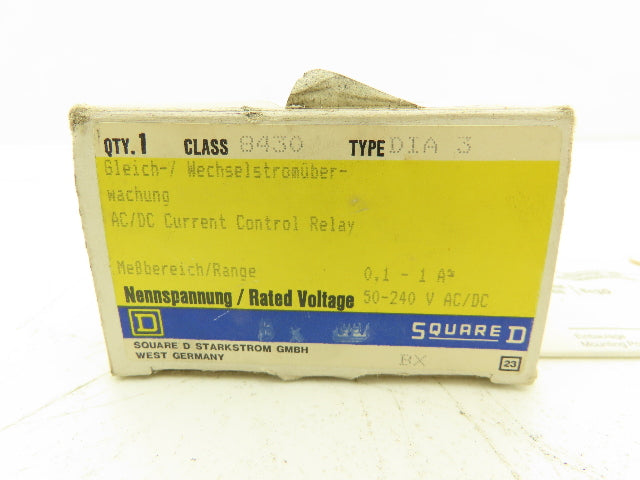 QTY. 1 CLASS 8430 TYPE DIA 3
Gleich-/ Wechselstromüber-
wachung
AC/DC Current Control Relay
Meßbereich/Range 0,1 - 1 A
Nennspannung / Rated Voltage 50-240 V AC/DC
D SQUARE D
SQUARE D STARKSTROM GMBH
WEST GERMANY BX 23